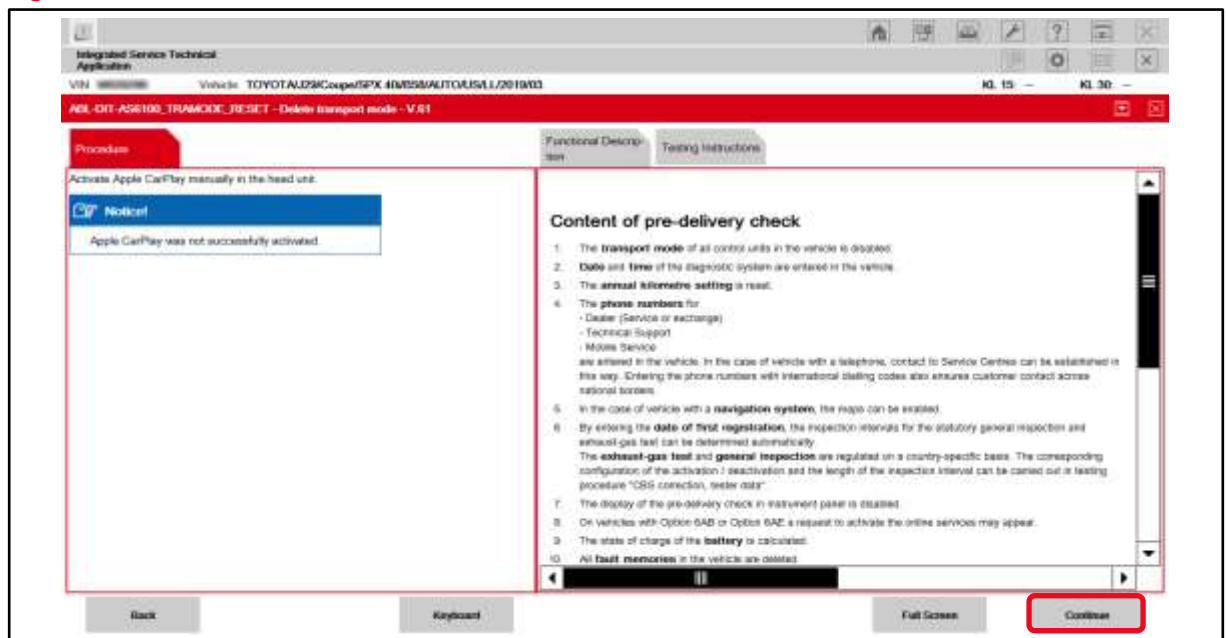 Integrated Service Technical
Application
VIN
Vehicle TOYOTA/J29/Coupe/SPX 40i/B58/AUTO/US/LL/2019/03
KL 15: --
KL 30: --
ABL-DIT-AS6100_TRAMODE_RESET - Delete transport mode - V.61
Procedure
Functional Descrip-
tion
Testing Instructions
Activate Apple CarPlay manually in the head unit.
Notice!
Apple CarPlay was not successfully activated.
Content of pre-delivery check
1. The transport mode of all control units in the vehicle is disabled.
2. Date and time of the diagnostic system are entered in the vehicle.
3. The annual kilometre setting is reset.
4. The phone numbers for
- Dealer (Service or exchange)
- Technical Support
- Mobile Service
are entered in the vehicle. In the case of vehicle with a telephone, contact to Service Centres can be established in
this way. Entering the phone numbers with international dialling codes also ensures customer contact across
national borders.
5. In the case of vehicle with a navigation system, the maps can be enabled.
6. By entering the date of first registration, the inspection intervals for the statutory general inspection and
exhaust-gas test can be determined automatically.
The exhaust-gas test and general inspection are regulated on a country-specific basis. The corresponding
configuration of the activation / deactivation and the length of the inspection interval can be carried out in testing
procedure "CBS correction, tester data".
7. The display of the pre-delivery check in instrument panel is disabled.
8. On vehicles with Option 6AB or Option 6AE a request to activate the online services may appear.
9. The state of charge of the battery is calculated.
10. All fault memories in the vehicle are deleted.
Back
Keyboard
Full Screen
Continue